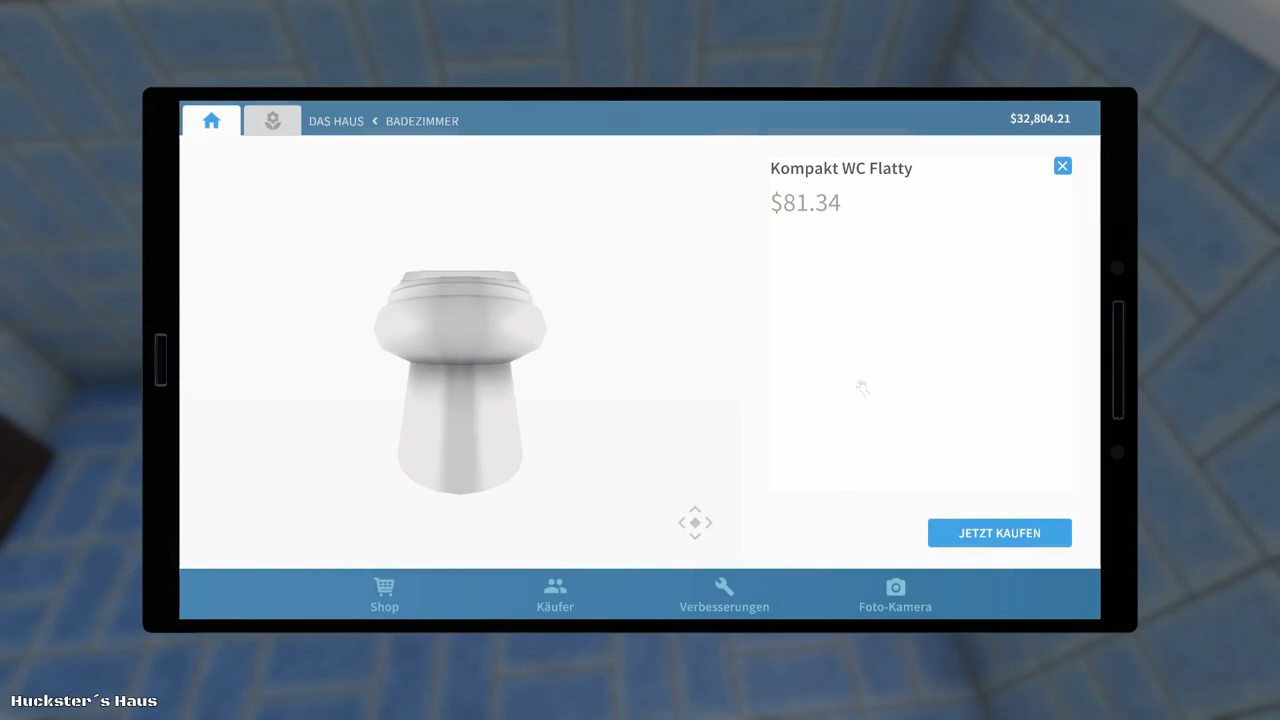 DAS HAUS < BADEZIMMER
$32,804.21
Kompakt WC Flatty
$81.34
JETZT KAUFEN
Shop
Käufer
Verbesserungen
Foto-Kamera
Huckster´s Haus